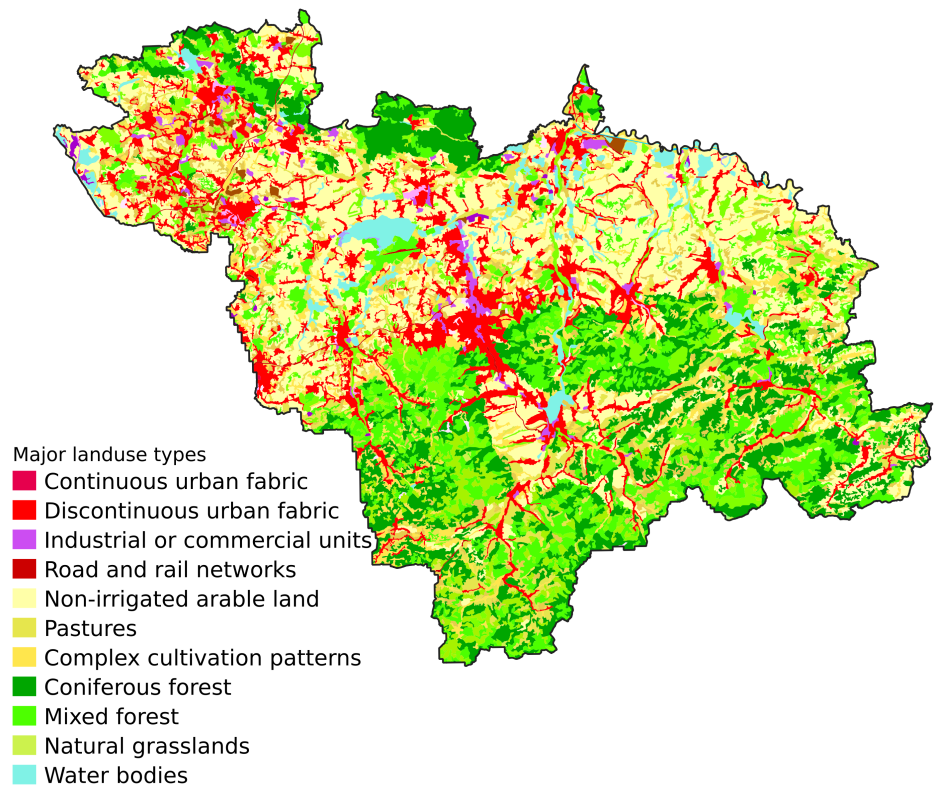 Major landuse types
Continuous urban fabric
Discontinuous urban fabric
Industrial or commercial units
Road and rail networks
Non-irrigated arable land
Pastures
Complex cultivation patterns
Coniferous forest
Mixed forest
Natural grasslands
Water bodies